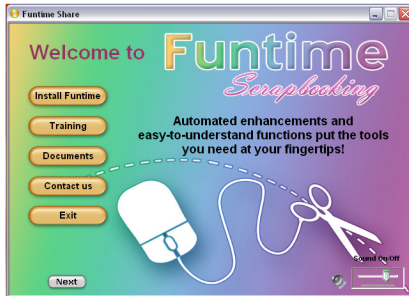 Funtime Share
Welcome to Funtime
Scrapbooking
Install Funtime
Training
Documents
Contact us
Exit
Automated enhancements and
easy-to-understand functions put the tools
you need at your fingertips!
Sound On/Off
Next